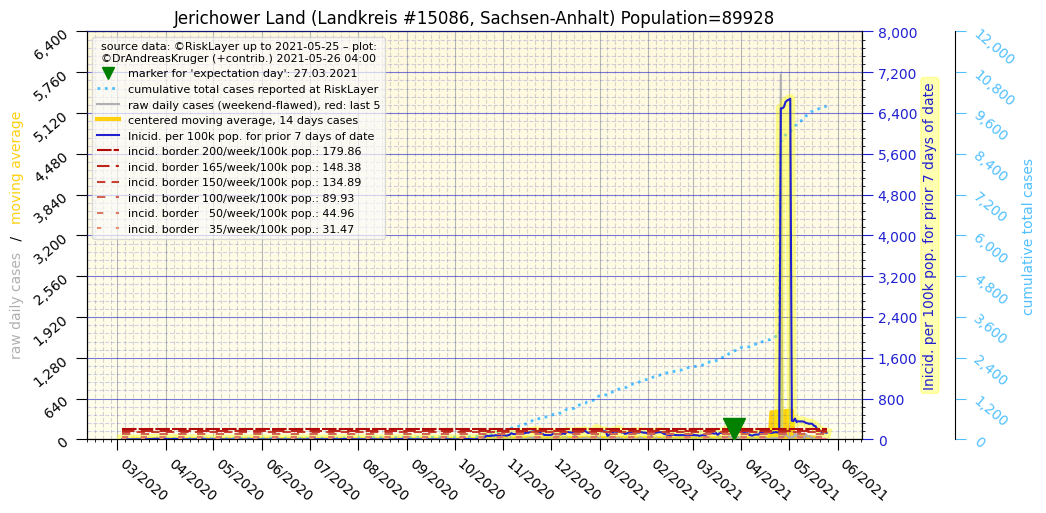 Jerichower Land (Landkreis #15086, Sachsen-Anhalt) Population=89928
source data: ©RiskLayer up to 2021-05-25 – plot:
©DrAndreasKruger (+contrib.) 2021-05-26 04:00
marker for 'expectation day': 27.03.2021
cumulative total cases reported at RiskLayer
raw daily cases (weekend-flawed), red: last 5
centered moving average, 14 days cases
Inicid. per 100k pop. for prior 7 days of date
incid. border 200/week/100k pop.: 179.86
incid. border 165/week/100k pop.: 148.38
incid. border 150/week/100k pop.: 134.89
incid. border 100/week/100k pop.: 89.93
incid. border   50/week/100k pop.: 44.96
incid. border   35/week/100k pop.: 31.47
raw daily cases / moving average
6,400
5,760
5,120
4,480
3,840
3,200
2,560
1,920
1,280
640
0
03/2020
04/2020
05/2020
06/2020
07/2020
08/2020
09/2020
10/2020
11/2020
12/2020
01/2021
02/2021
03/2021
04/2021
05/2021
06/2021
8,000
7,200
6,400
5,600
4,800
4,000
3,200
2,400
1,600
800
0
Inicid. per 100k pop. for prior 7 days of date
12,000
10,800
9,600
8,400
7,200
6,000
4,800
3,600
2,400
1,200
0
cumulative total cases